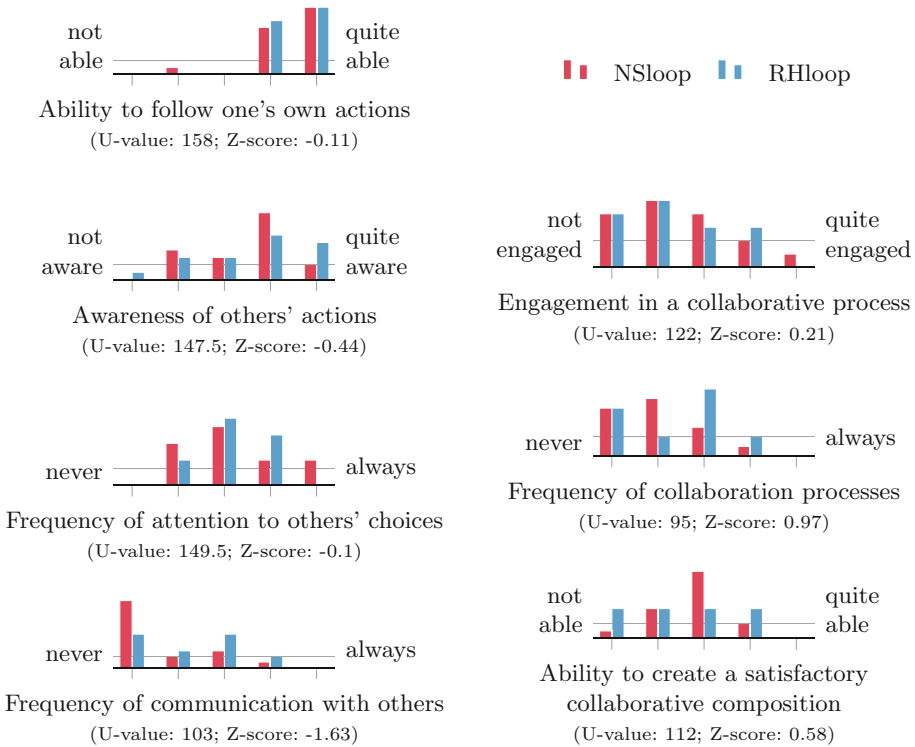 not
able
quite
able
Ability to follow one's own actions
(U-value: 158; Z-score: -0.11)
NSloop
RHloop
not
aware
quite
aware
Awareness of others' actions
(U-value: 147.5; Z-score: -0.44)
not
engaged
quite
engaged
Engagement in a collaborative process
(U-value: 122; Z-score: 0.21)
never
always
Frequency of attention to others' choices
(U-value: 149.5; Z-score: -0.1)
never
always
Frequency of collaboration processes
(U-value: 95; Z-score: 0.97)
never
always
Frequency of communication with others
(U-value: 103; Z-score: -1.63)
not
able
quite
able
Ability to create a satisfactory
collaborative composition
(U-value: 112; Z-score: 0.58)